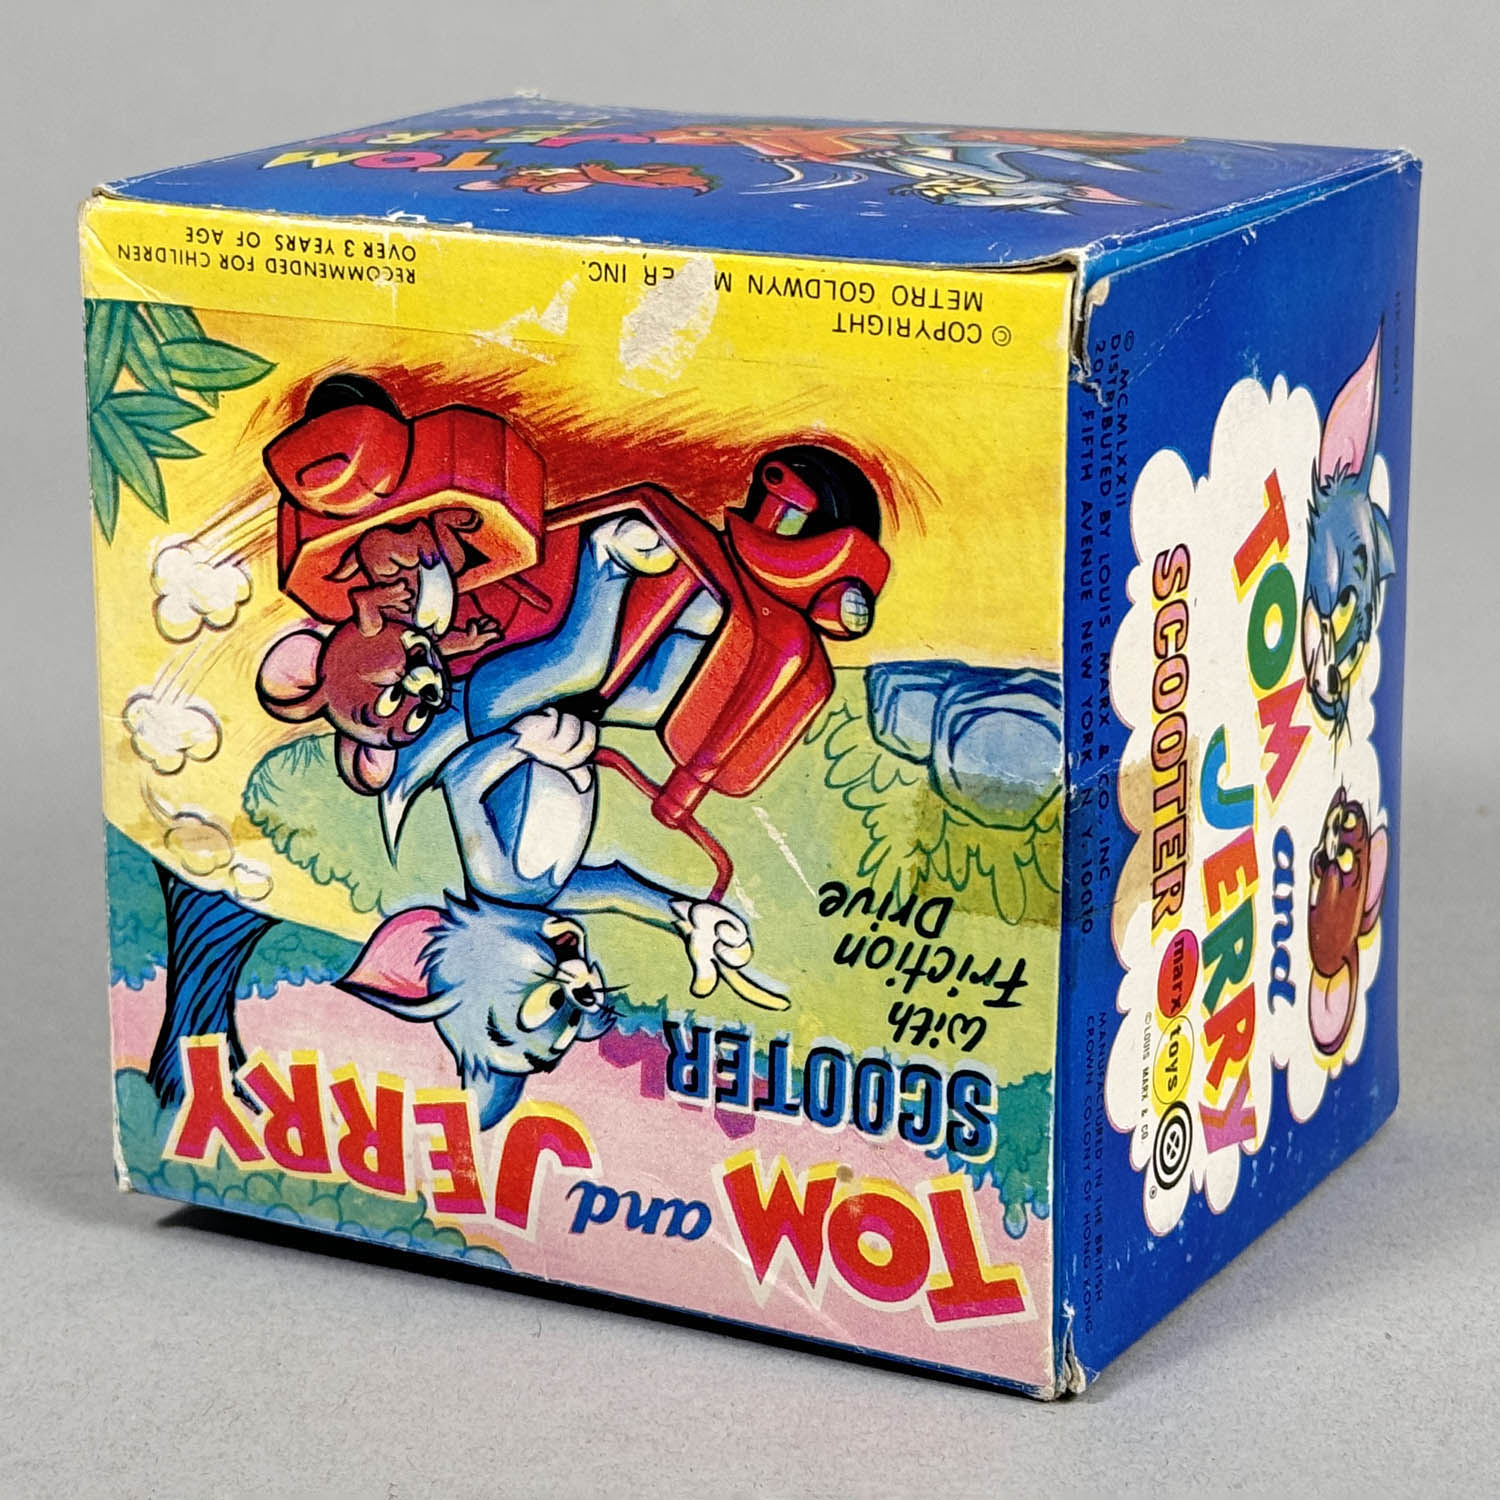 TOM and JERRY
SCOOTER
with
Friction
Drive
© COPYRIGHT
METRO GOLDWYN INC.
RECOMMENDED FOR CHILDREN
OVER 3 YEARS OF AGE
TOM and
JERRY
SCOOTER
marx toys
®
© LOUIS MARX & CO.
© MCMLXXII
DISTRIBUTED BY LOUIS MARX & CO., INC.
FIFTH AVENUE NEW YORK N. Y. 10010.
MANUFACTURED IN THE BRITISH
CROWN COLONY OF HONG KONG
TOM